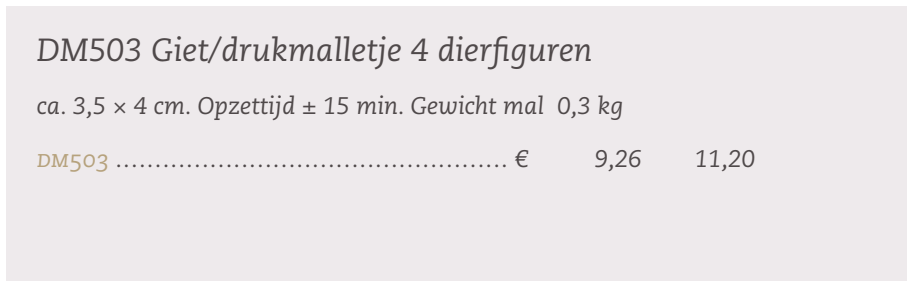 DM503 Giet/drukmalletje 4 dierfiguren
ca. 3,5 × 4 cm. Opzettijd ± 15 min. Gewicht mal 0,3 kg
DM503 .................................................. € 9,26 11,20